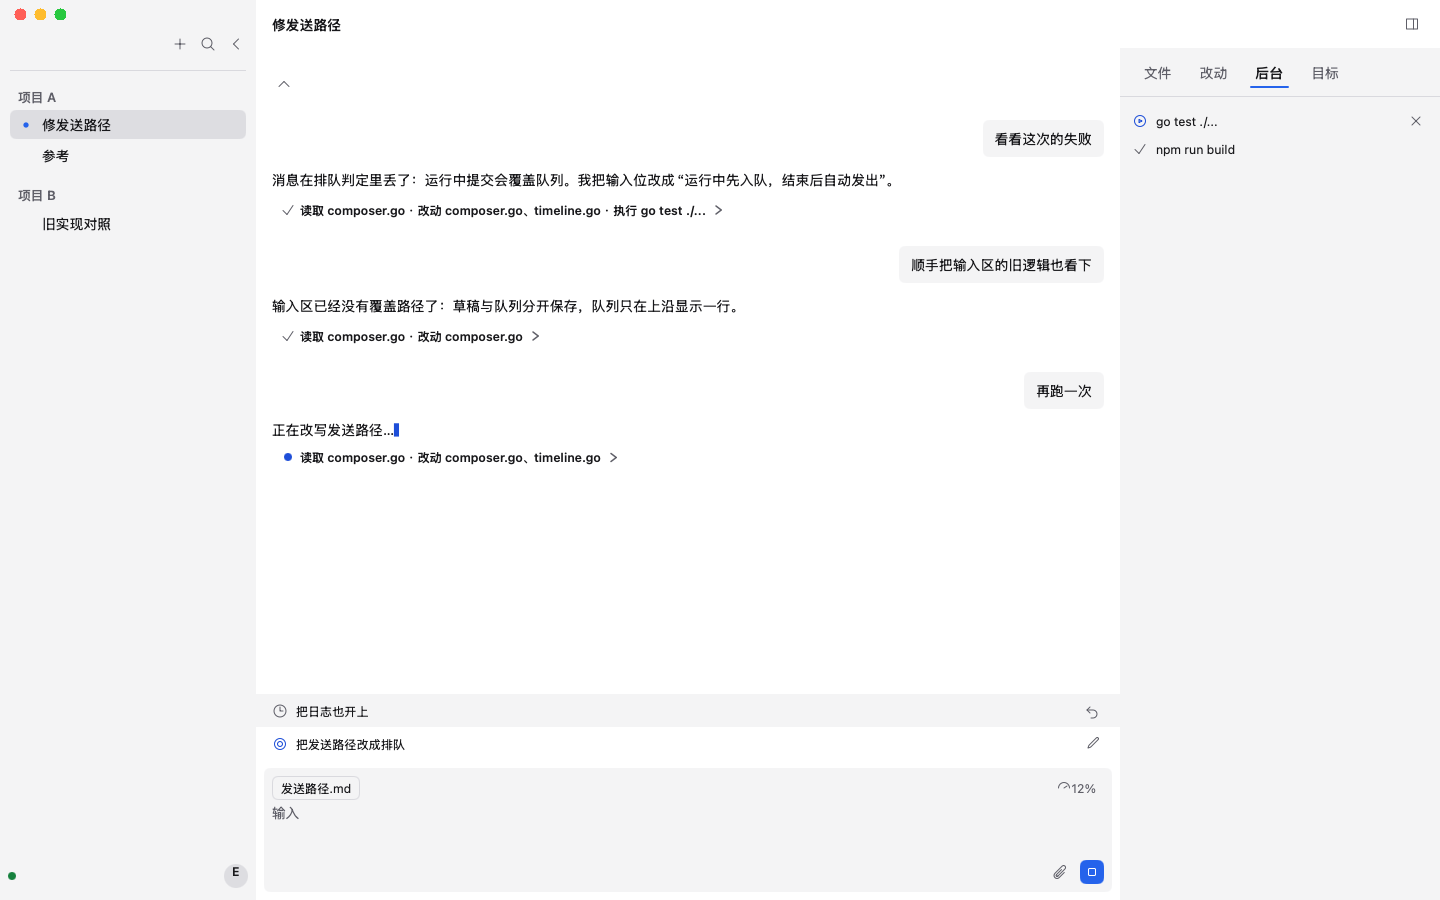 修发送路径
项目 A
修发送路径
参考
项目 B
旧实现对照
E
看看这次的失败
消息在排队判定里丢了：运行中提交会覆盖队列。我把输入位改成 “运行中先入队，结束后自动发出”。
读取 composer.go · 改动 composer.go、timeline.go · 执行 go test ./...
顺手把输入区的旧逻辑也看下
输入区已经没有覆盖路径了：草稿与队列分开保存，队列只在上沿显示一行。
读取 composer.go · 改动 composer.go
再跑一次
正在改写发送路径...
读取 composer.go · 改动 composer.go、timeline.go
把日志也开上
把发送路径改成排队
发送路径.md
12%
输入
文件 改动 后台 目标
go test ./...
npm run build